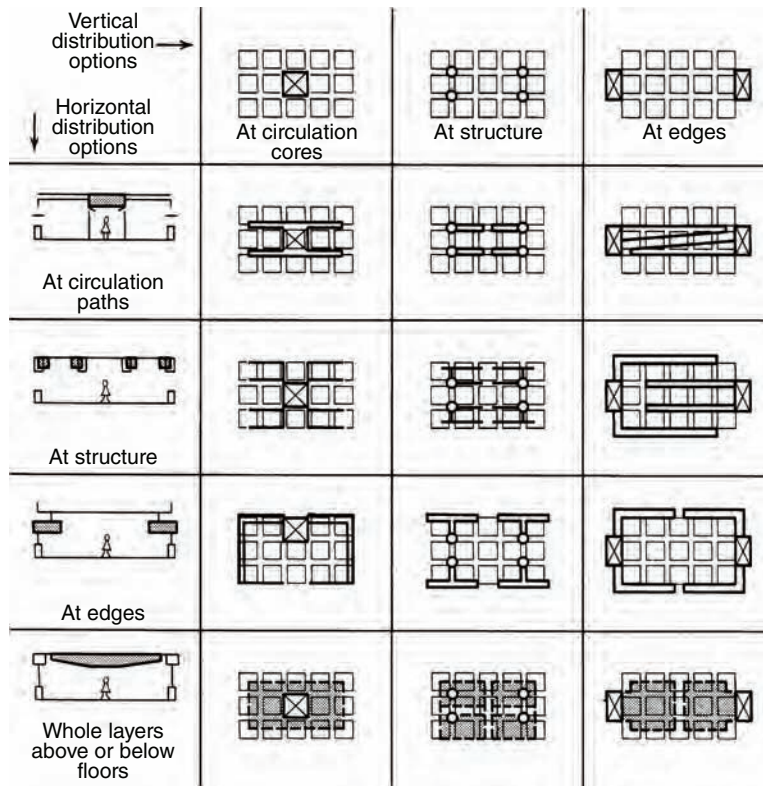 Vertical
distribution
options
Horizontal
distribution
options
At circulation
cores
At structure
At edges
At circulation
paths
At structure
At edges
Whole layers
above or below
floors